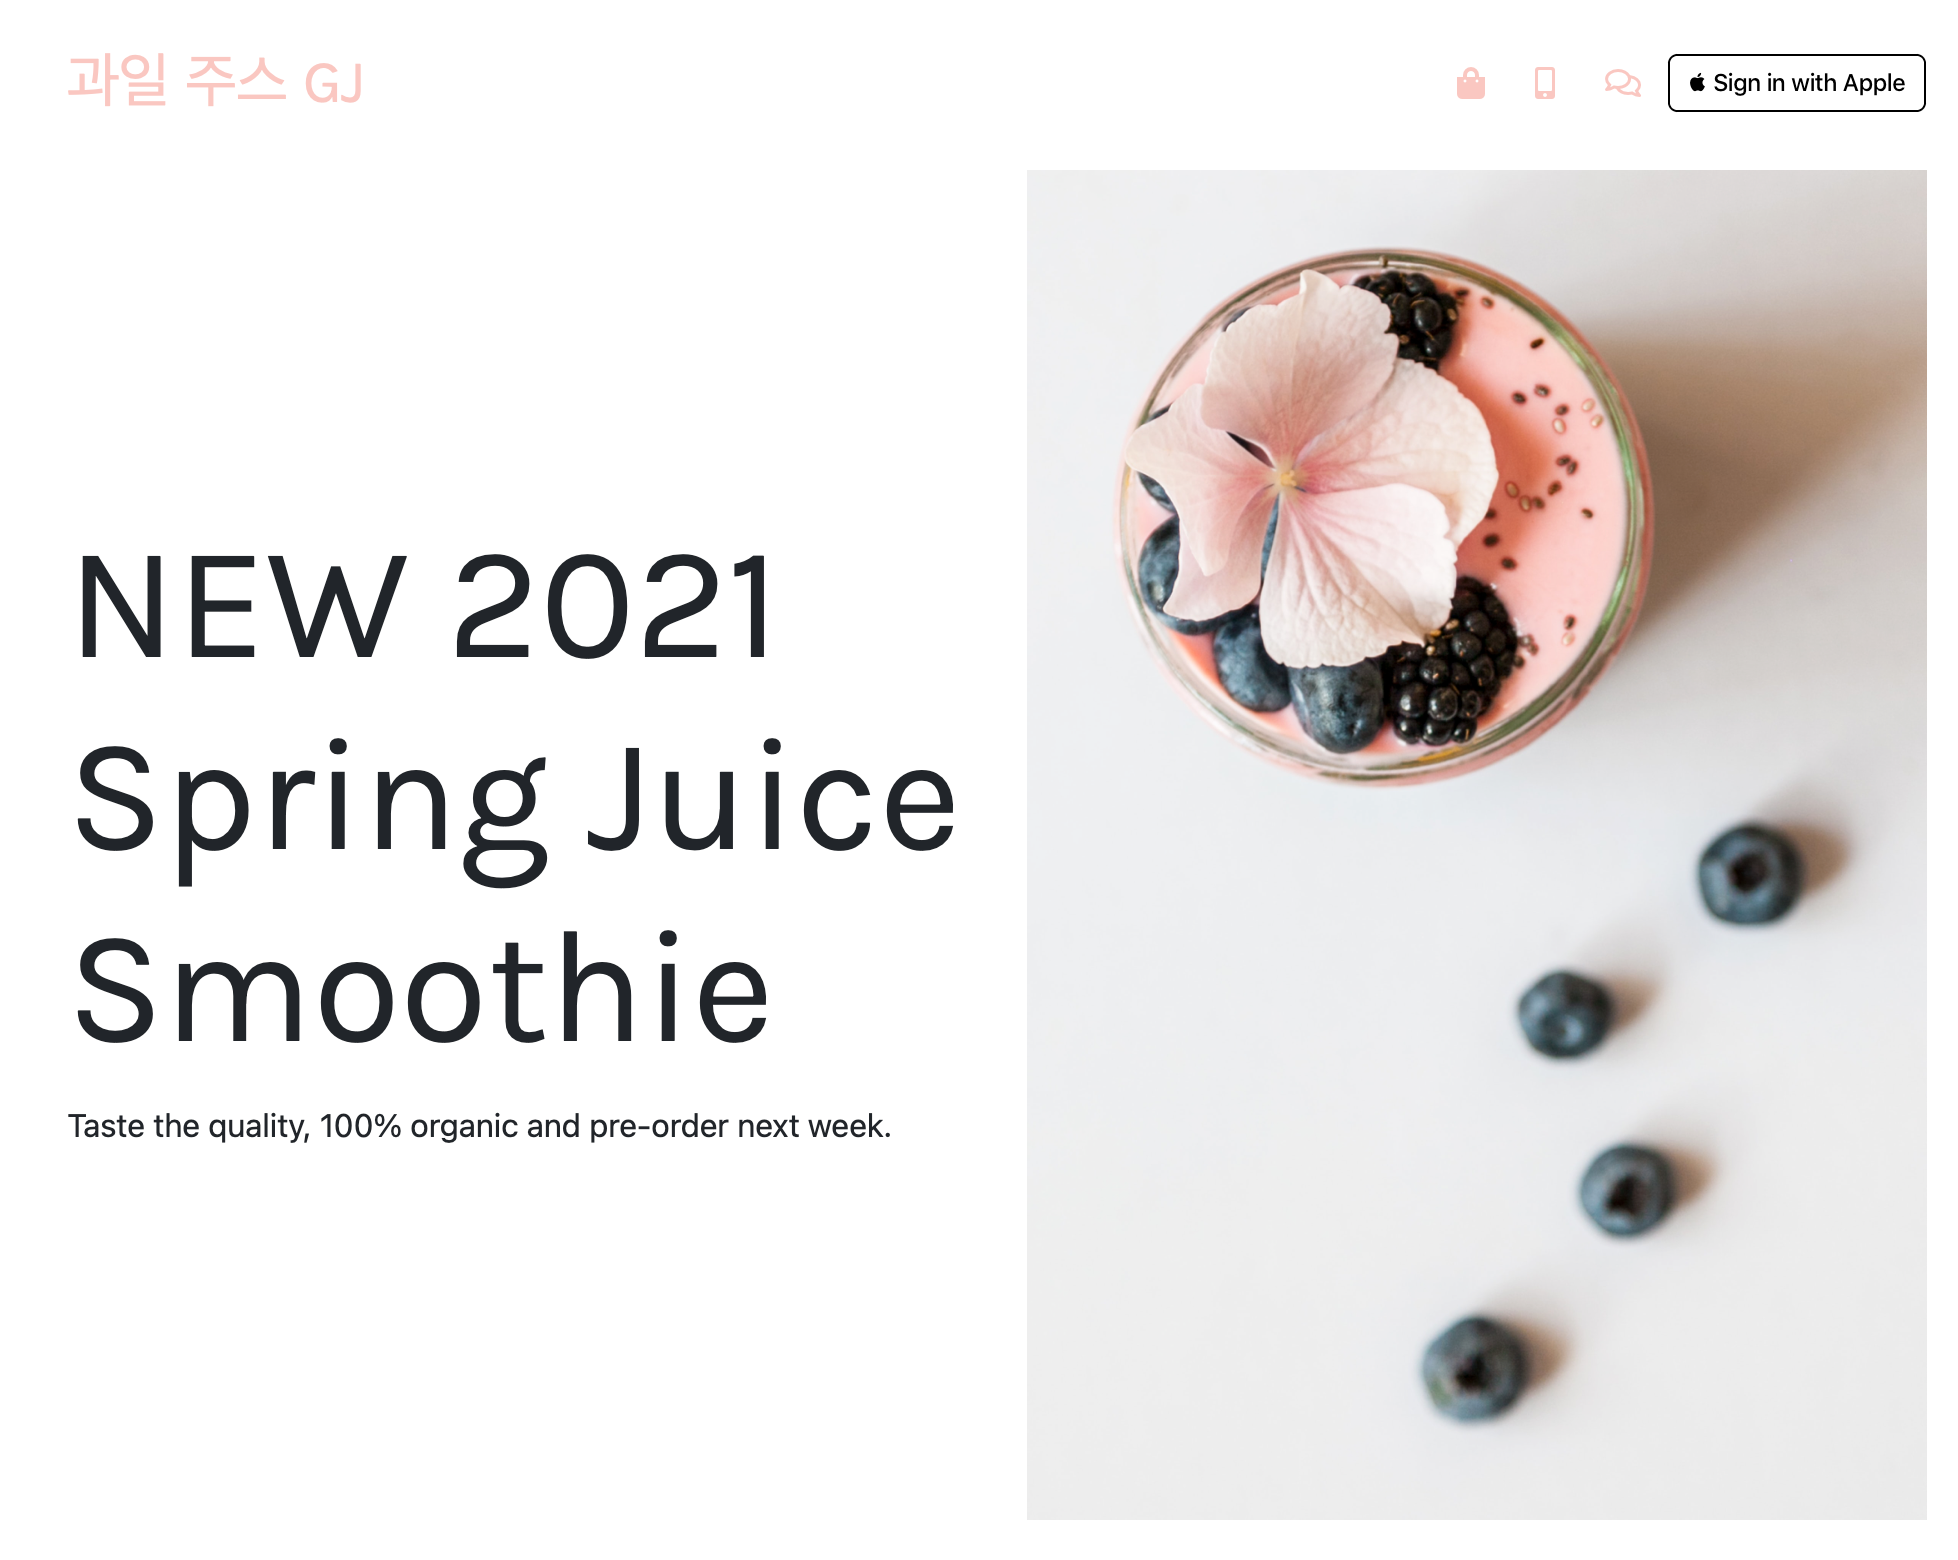 과일 주스 GJ
Sign in with Apple
NEW 2021
Spring Juice
Smoothie
Taste the quality, 100% organic and pre-order next week.